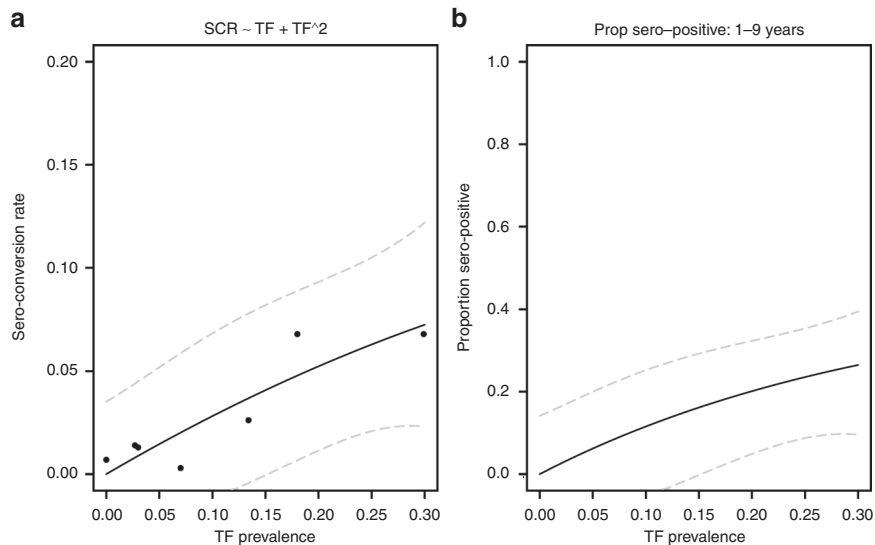 a
SCR ~ TF + TF^2
0.20
0.15
0.10
0.05
0.00
Sero-conversion rate
0.00 0.05 0.10 0.15 0.20 0.25 0.30
TF prevalence
b
Prop sero–positive: 1–9 years
1.0
0.8
0.6
0.4
0.2
0.0
Proportion sero-positive
0.00 0.05 0.10 0.15 0.20 0.25 0.30
TF prevalence